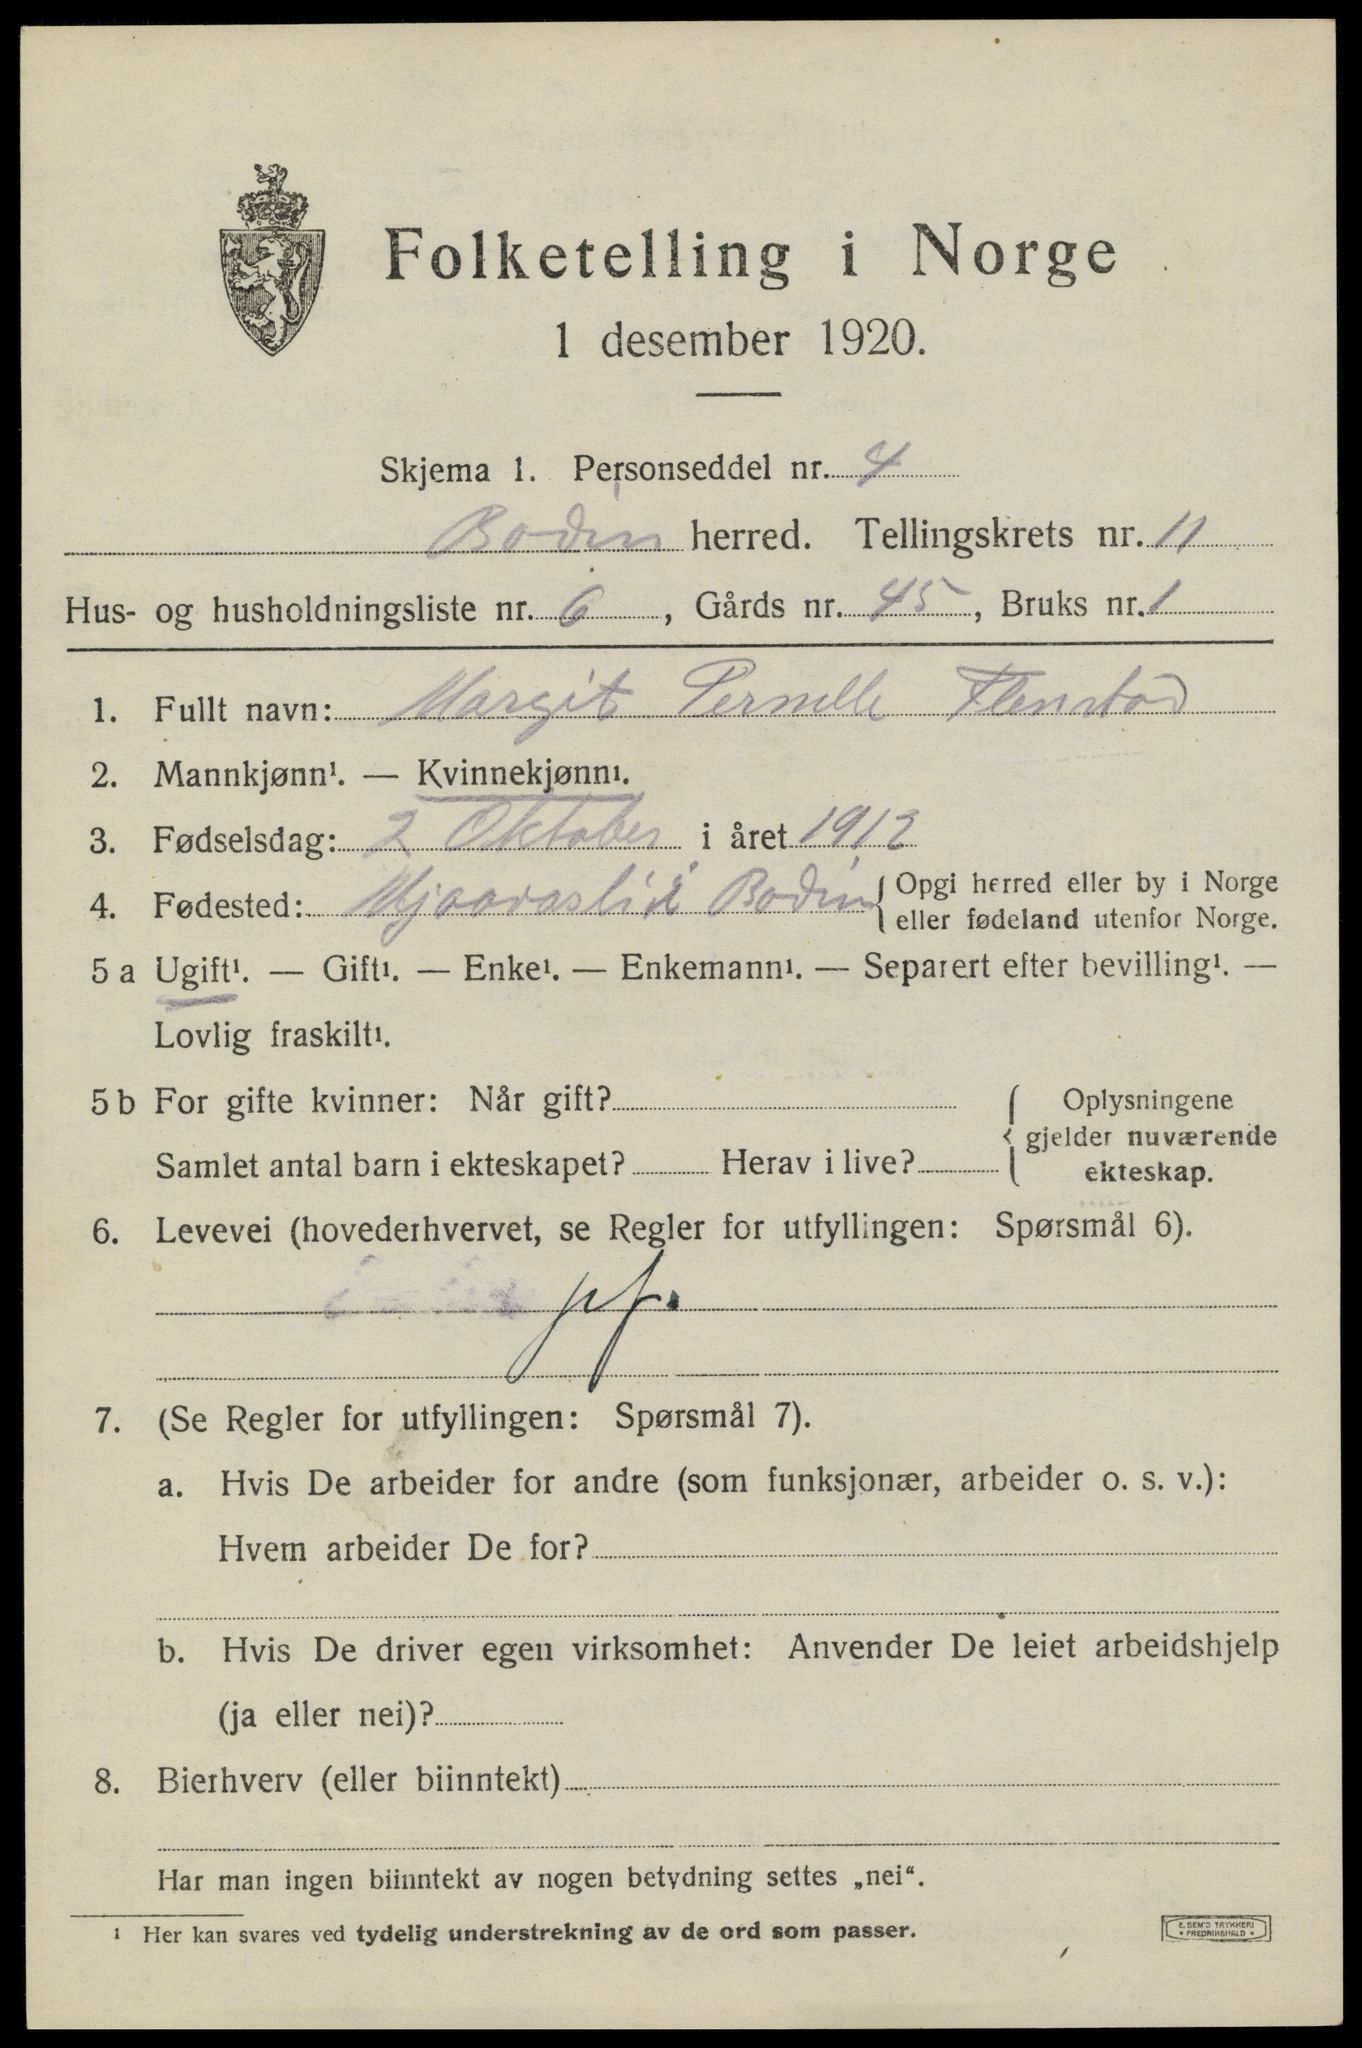 Folketelling i Norge
1 desember 1920.
Skjema 1. Personseddel nr. 4
Bodin herred. Tellingskrets nr. 11
Hus- og husholdningsliste nr. 6, Gårds nr. 45, Bruks nr. 1
1. Fullt navn: Margit Pernelle Flenstad
2. Mannkjønn¹. — Kvinnekjønn¹.
3. Fødselsdag: 2 Oktober i året 1912
4. Fødested: Bodin { Opgi herred eller by i Norge
eller fødeland utenfor Norge.
5 a Ugift¹. — Gift¹. — Enke¹. — Enkemann¹. — Separert efter bevilling¹. —
Lovlig fraskilt¹.
5 b For gifte kvinner: Når gift? { Oplysningene
gjelder nuværende
Samlet antal barn i ekteskapet? Herav i live? ekteskap.
6. Levevei (hovederhvervet, se Regler for utfyllingen: Spørsmål 6).
pf.
7. (Se Regler for utfyllingen: Spørsmål 7).
a. Hvis De arbeider for andre (som funksjonær, arbeider o. s. v.):
Hvem arbeider De for?
b. Hvis De driver egen virksomhet: Anvender De leiet arbeidshjelp
(ja eller nei)?
8. Bierhverv (eller biinntekt)
Har man ingen biinntekt av nogen betydning settes „nei“.
¹ Her kan svares ved tydelig understrekning av de ord som passer.
E. SEM'S TRYKKERI
• FREDRIKSHALD •